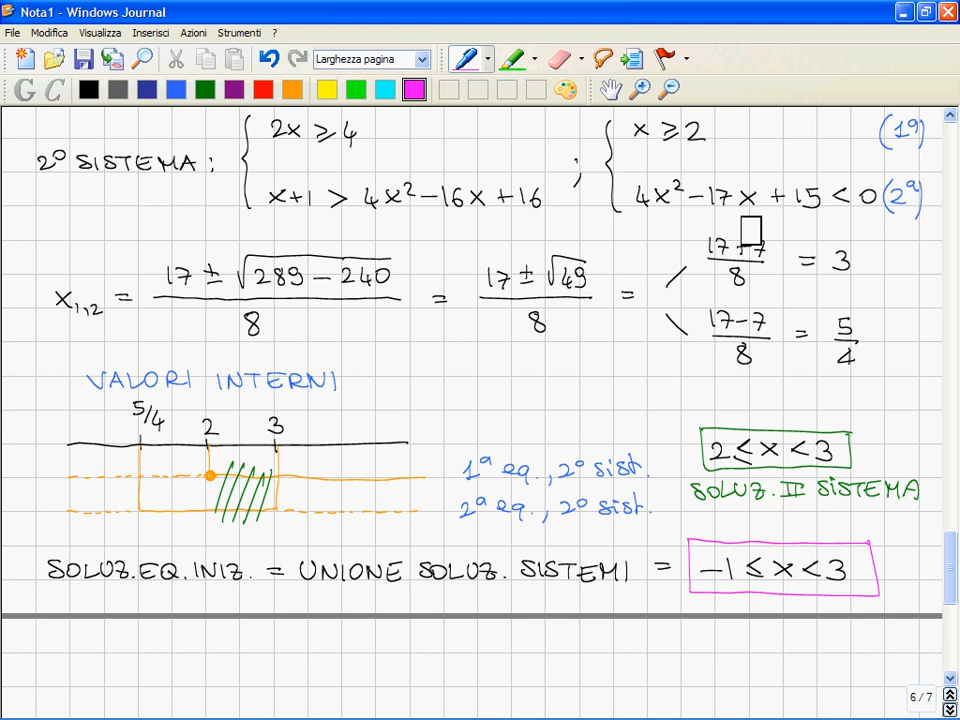 Nota1 - Windows Journal
File Modifica Visualizza Inserisci Azioni Strumenti ?
Larghezza pagina
G C
2° SISTEMA: { 2x ≥ 4 ; { x ≥ 2 (1ª)
x+1 > 4x²-16x+16 4x²-17x+15<0 (2ª)
x₁,₂ = (17 ± √(289-240))/8 = (17 ± √49)/8 = (17+7)/8 = 3
(17-7)/8 = 5/4
VALORI INTERNI
5/4 2 3
2 ≤ x < 3
1ª eq., 2° sist.
SOLUZ. II SISTEMA
2ª eq., 2° sist.
SOLUZ.EQ.INIZ. = UNIONE SOLUZ. SISTEMI = -1 ≤ x < 3
6 / 7